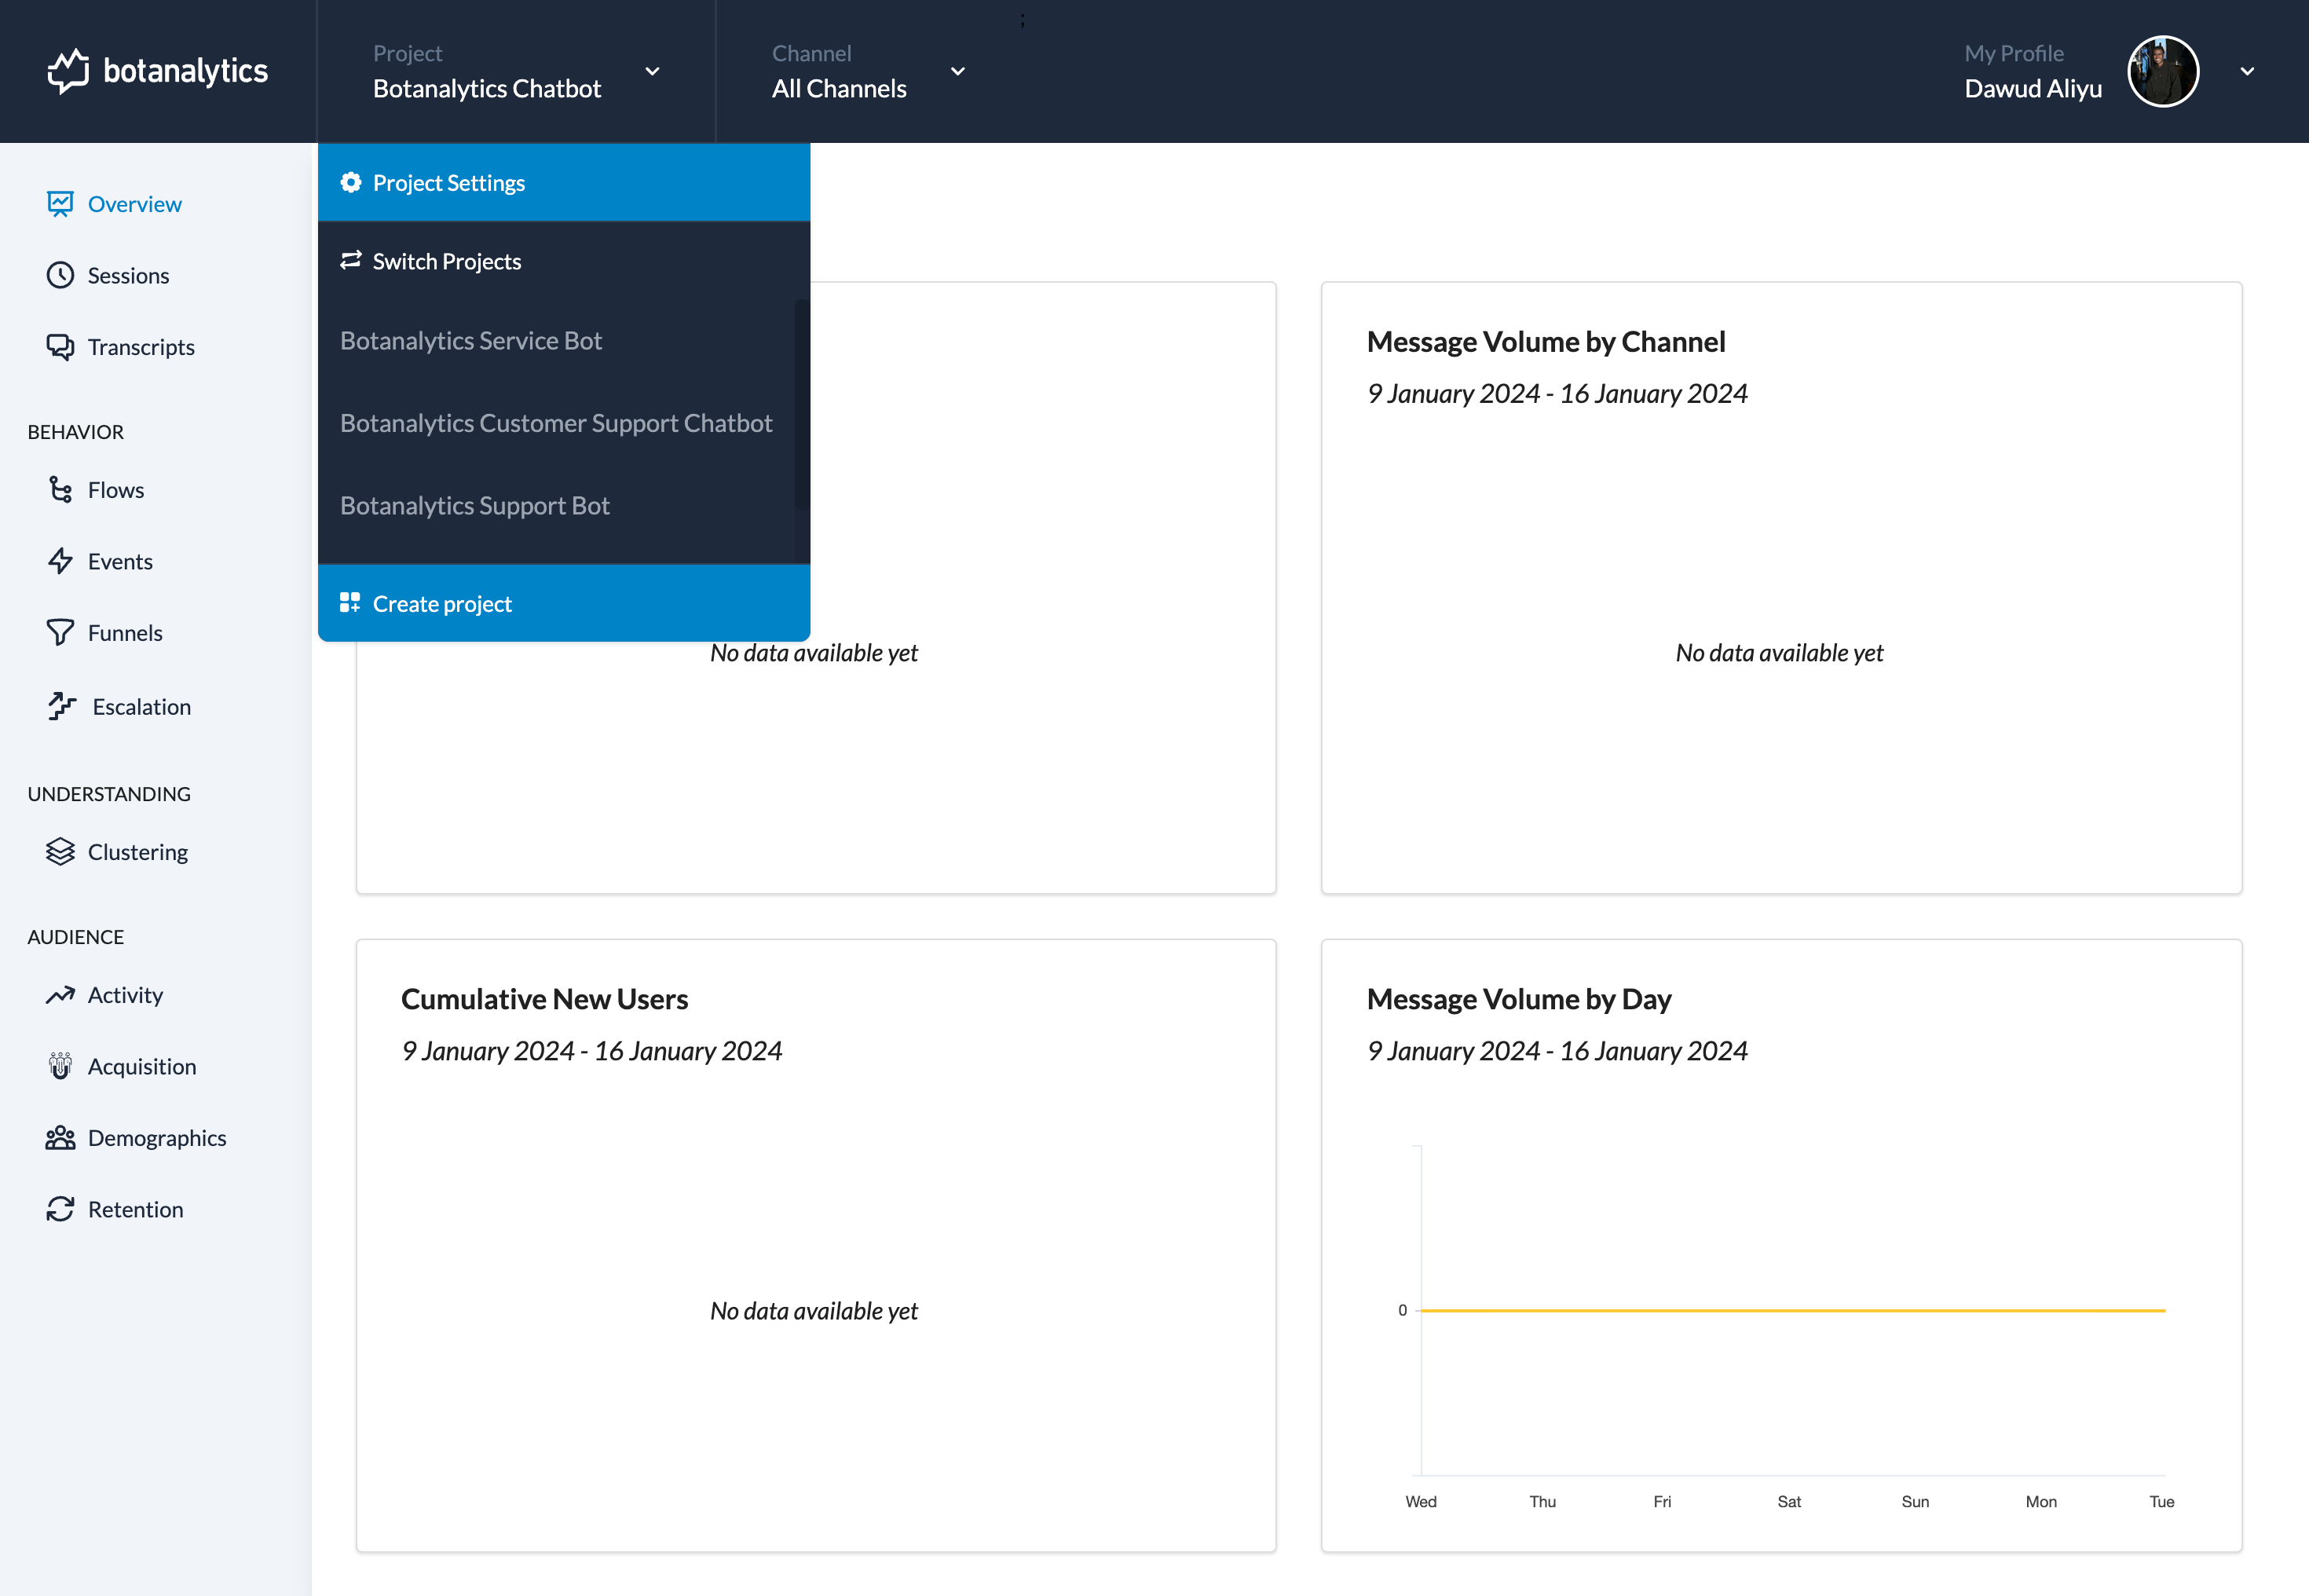 ;
botanalytics
Project
Botanalytics Chatbot
Channel
All Channels
My Profile
Dawud Aliyu
Overview
Sessions
Transcripts
BEHAVIOR
Flows
Events
Funnels
Escalation
UNDERSTANDING
Clustering
AUDIENCE
Activity
Acquisition
Demographics
Retention
Project Settings
Switch Projects
Botanalytics Service Bot
Botanalytics Customer Support Chatbot
Botanalytics Support Bot
Create project
No data available yet
Message Volume by Channel
9 January 2024 - 16 January 2024
No data available yet
Cumulative New Users
9 January 2024 - 16 January 2024
No data available yet
Message Volume by Day
9 January 2024 - 16 January 2024
0
Wed Thu Fri Sat Sun Mon Tue